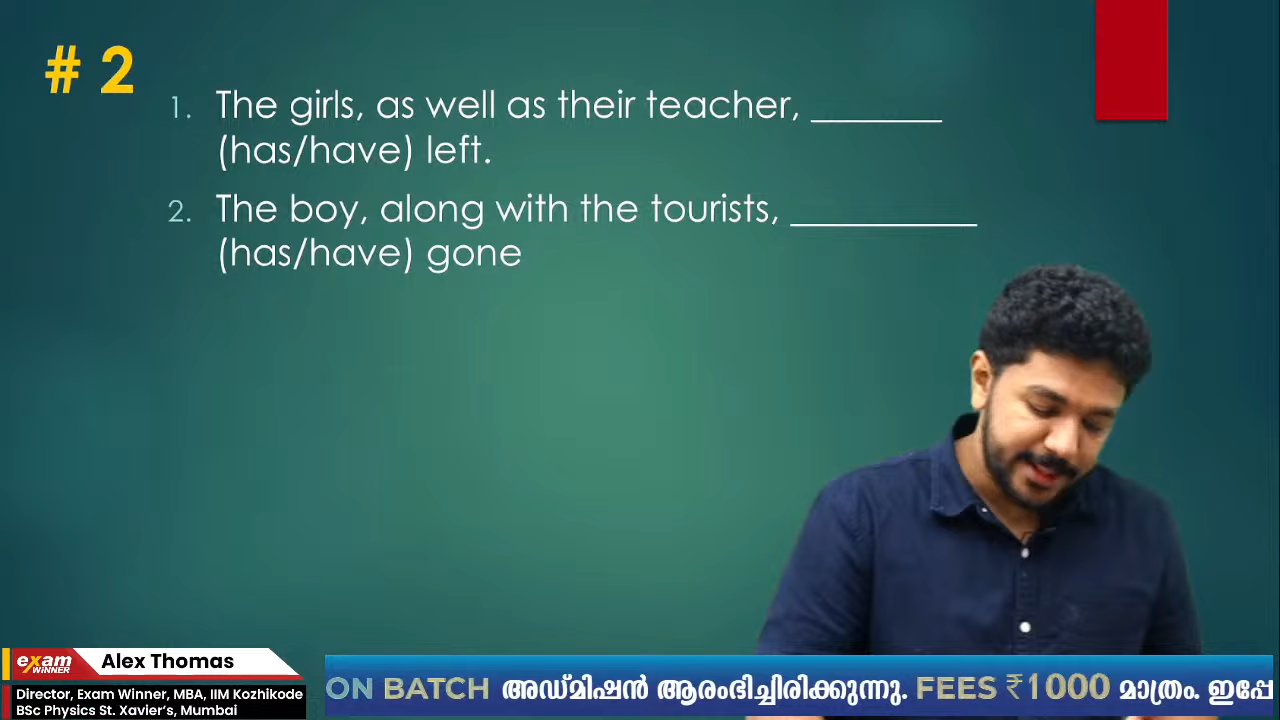 # 2
1. The girls, as well as their teacher, _______
(has/have) left.
2. The boy, along with the tourists, __________
(has/have) gone
exam
WINNER
Alex Thomas
Director, Exam Winner, MBA, IIM Kozhikode
BSc Physics St. Xavier's, Mumbai
ON BATCH അഡ്മിഷൻ ആരംഭിച്ചിരിക്കുന്നു. FEES ₹1000 മാത്രം. ഇപ്പേ